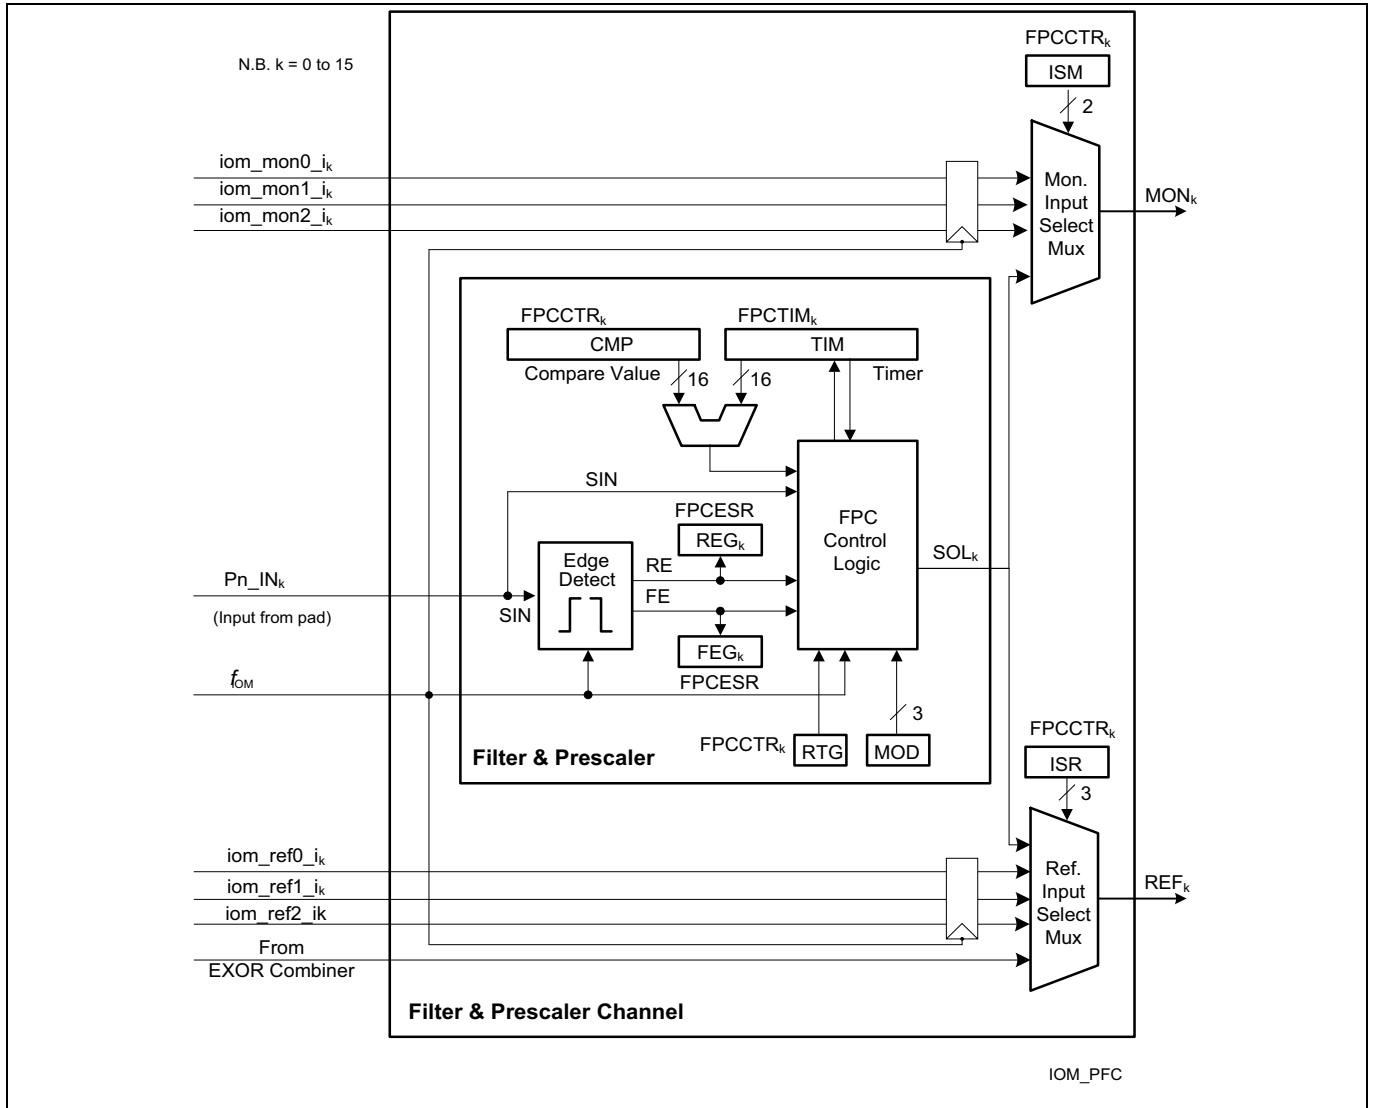 N.B. k = 0 to 15
FPCCTRk
ISM
2
iom_mon0_ik
iom_mon1_ik
iom_mon2_ik
Mon.
Input
Select
Mux
MONk
FPCCTRk
CMP
Compare Value
16
FPCTIMk
TIM
16
Timer
SIN
FPCESR
REGk
Edge
Detect
RE
FE
FEGk
FPCESR
FPC
Control
Logic
SOLk
Pn_INk
(Input from pad)
SIN
fOM
3
FPCCTRk
RTG
MOD
Filter & Prescaler
FPCCTRk
ISR
3
iom_ref0_ik
iom_ref1_ik
iom_ref2_ik
From
EXOR Combiner
Ref.
Input
Select
Mux
REFk
Filter & Prescaler Channel
IOM_PFC